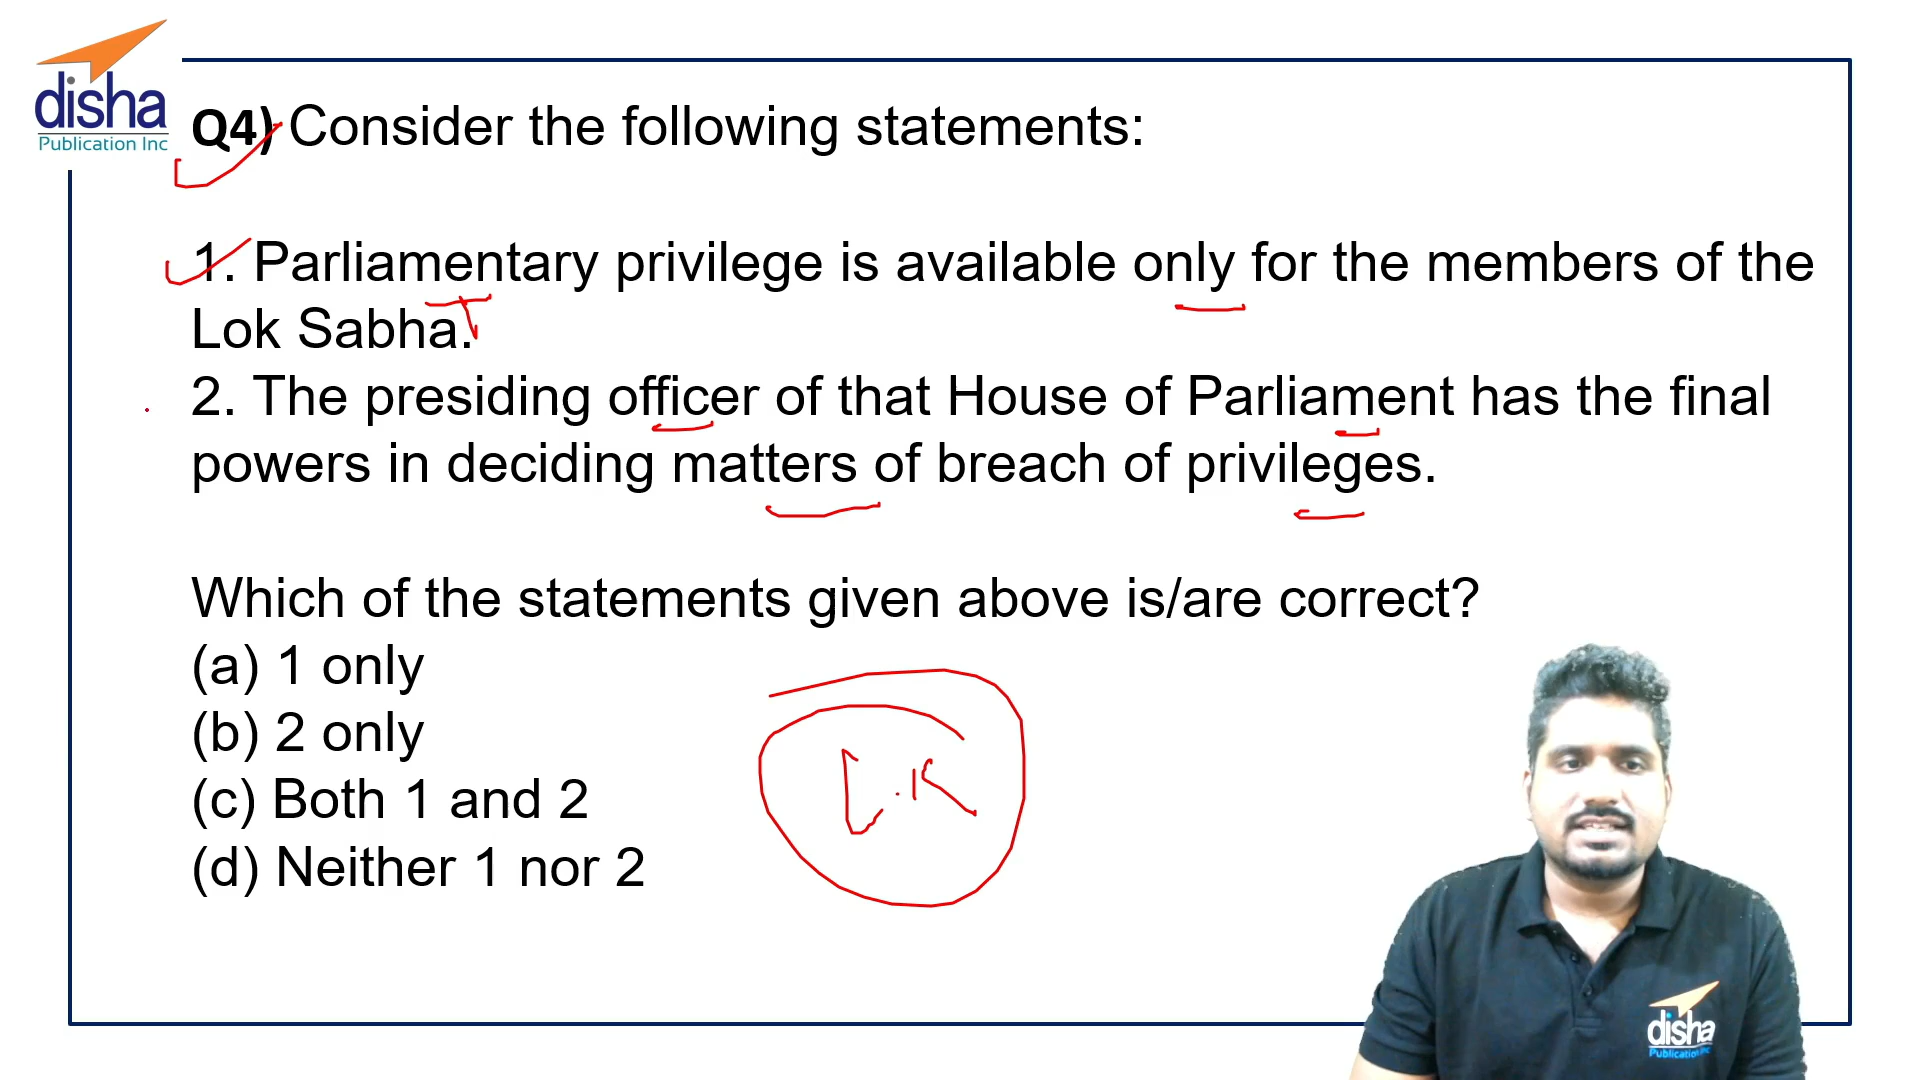 disha
Publication Inc
Q4) Consider the following statements:
1. Parliamentary privilege is available only for the members of the
Lok Sabha.
2. The presiding officer of that House of Parliament has the final
powers in deciding matters of breach of privileges.
Which of the statements given above is/are correct?
(a) 1 only
(b) 2 only
(c) Both 1 and 2
(d) Neither 1 nor 2
disha
Publication Inc